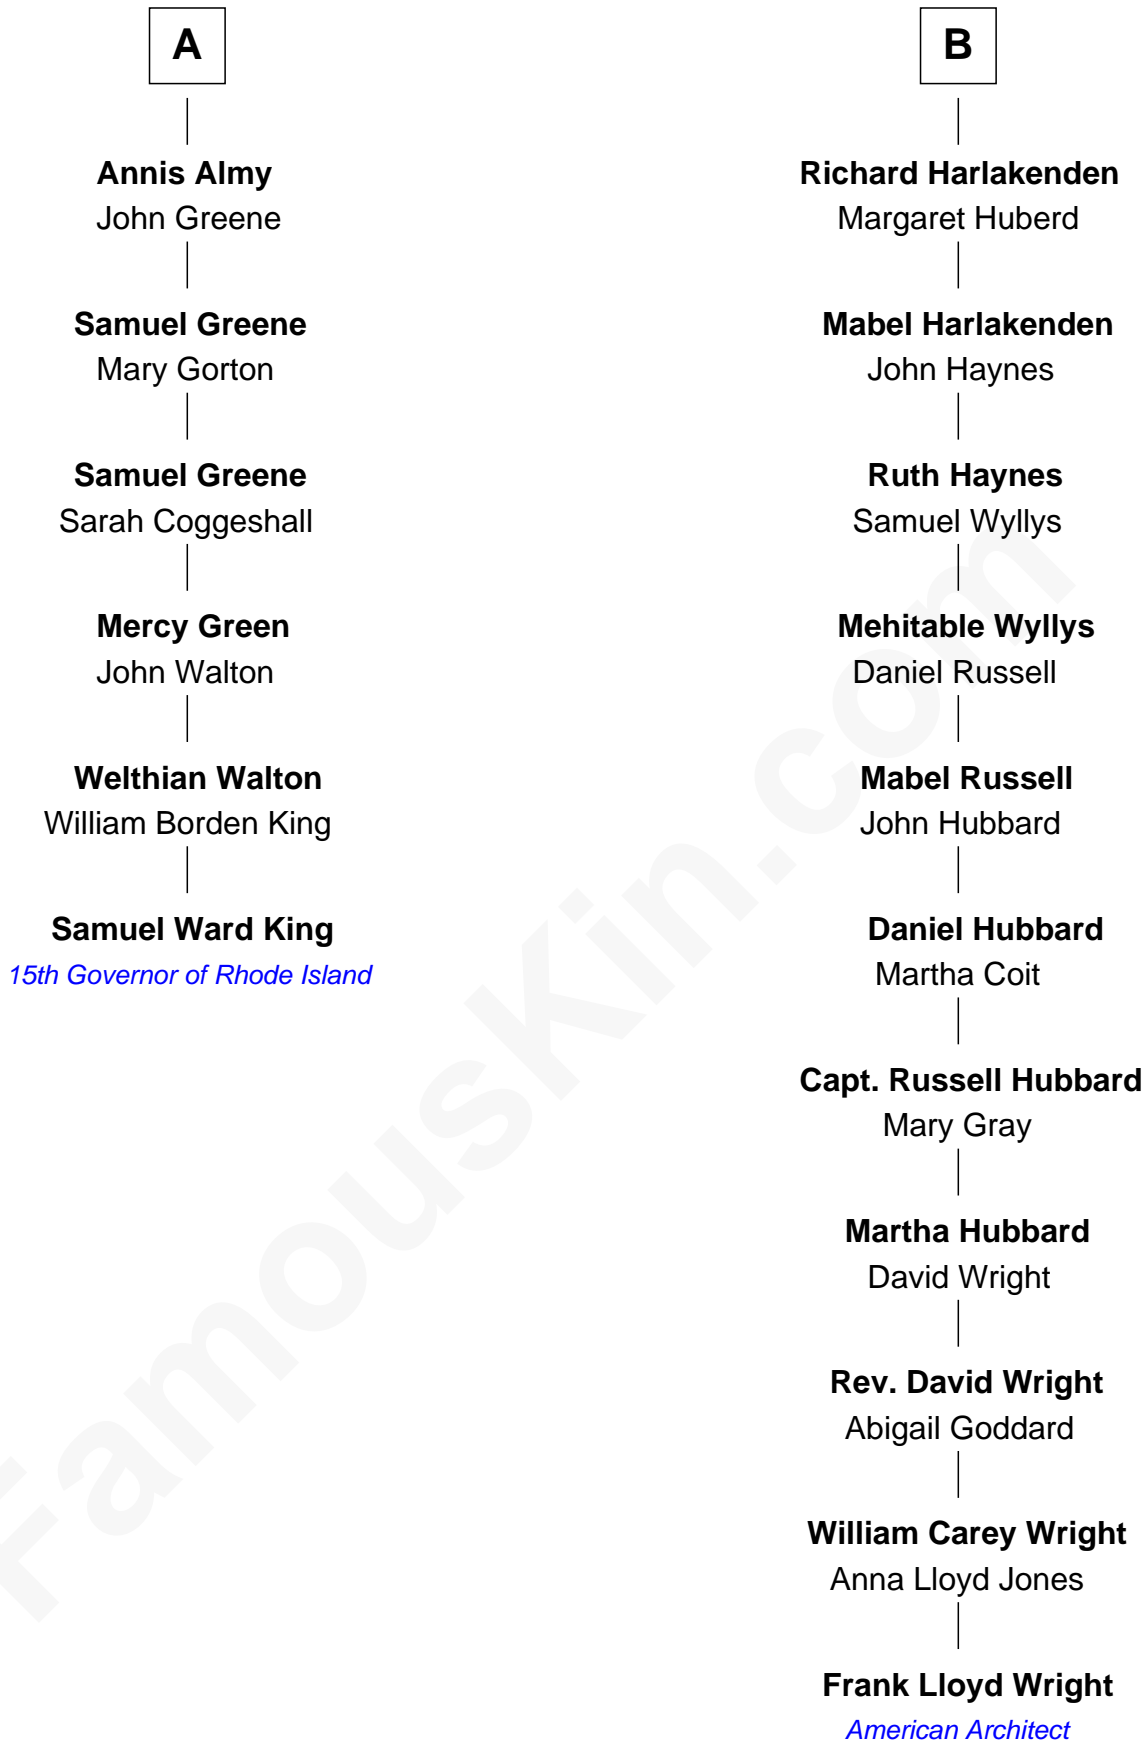 A
Annis Almy
John Greene
Samuel Greene
Mary Gorton
Samuel Greene
Sarah Coggeshall
Mercy Green
John Walton
Welthian Walton
William Borden King
Samuel Ward King
15th Governor of Rhode Island
B
Richard Harlakenden
Margaret Huberd
Mabel Harlakenden
John Haynes
Ruth Haynes
Samuel Wyllys
Mehitable Wyllys
Daniel Russell
Mabel Russell
John Hubbard
Daniel Hubbard
Martha Coit
Capt. Russell Hubbard
Mary Gray
Martha Hubbard
David Wright
Rev. David Wright
Abigail Goddard
William Carey Wright
Anna Lloyd Jones
Frank Lloyd Wright
American Architect
FamousKin.com